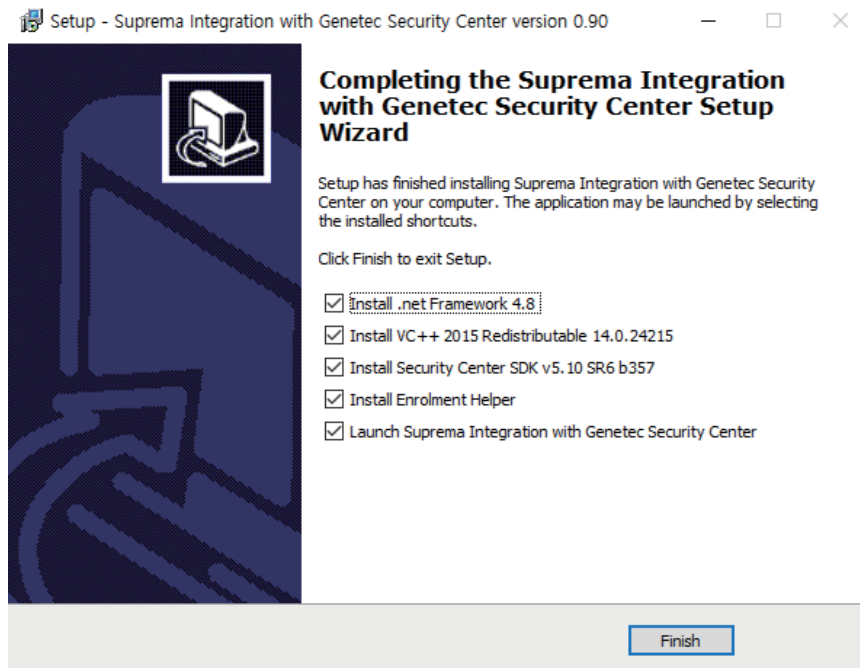 Setup - Suprema Integration with Genetec Security Center version 0.90
Completing the Suprema Integration
with Genetec Security Center Setup
Wizard
Setup has finished installing Suprema Integration with Genetec Security
Center on your computer. The application may be launched by selecting
the installed shortcuts.
Click Finish to exit Setup.
Install .net Framework 4.8
Install VC++ 2015 Redistributable 14.0.24215
Install Security Center SDK v5.10 SR6 b357
Install Enrolment Helper
Launch Suprema Integration with Genetec Security Center
Finish